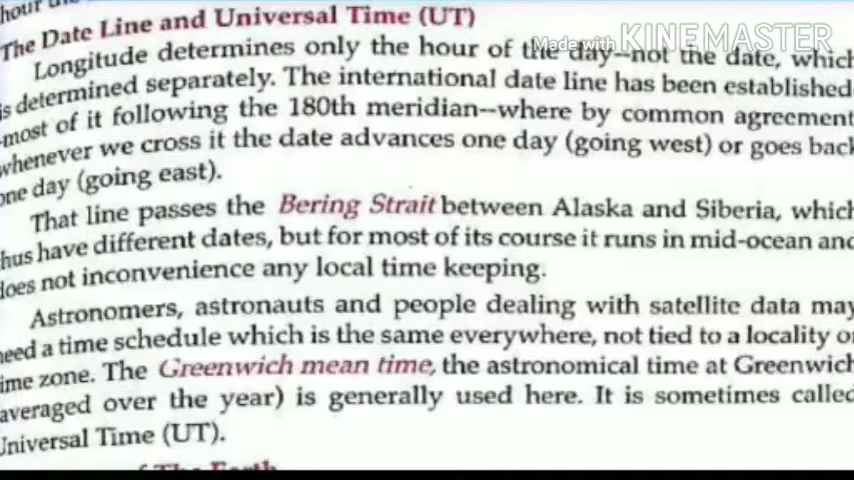 hour
The Date Line and Universal Time (UT)
Made with KINEMASTER
Longitude determines only the hour of the day--not the date, which
is determined separately. The international date line has been established
-most of it following the 180th meridian--where by common agreement
whenever we cross it the date advances one day (going west) or goes back
one day (going east).
That line passes the Bering Strait between Alaska and Siberia, which
thus have different dates, but for most of its course it runs in mid-ocean and
does not inconvenience any local time keeping.
Astronomers, astronauts and people dealing with satellite data may
need a time schedule which is the same everywhere, not tied to a locality or
time zone. The Greenwich mean time, the astronomical time at Greenwich
averaged over the year) is generally used here. It is sometimes called
Universal Time (UT).
of The Earth